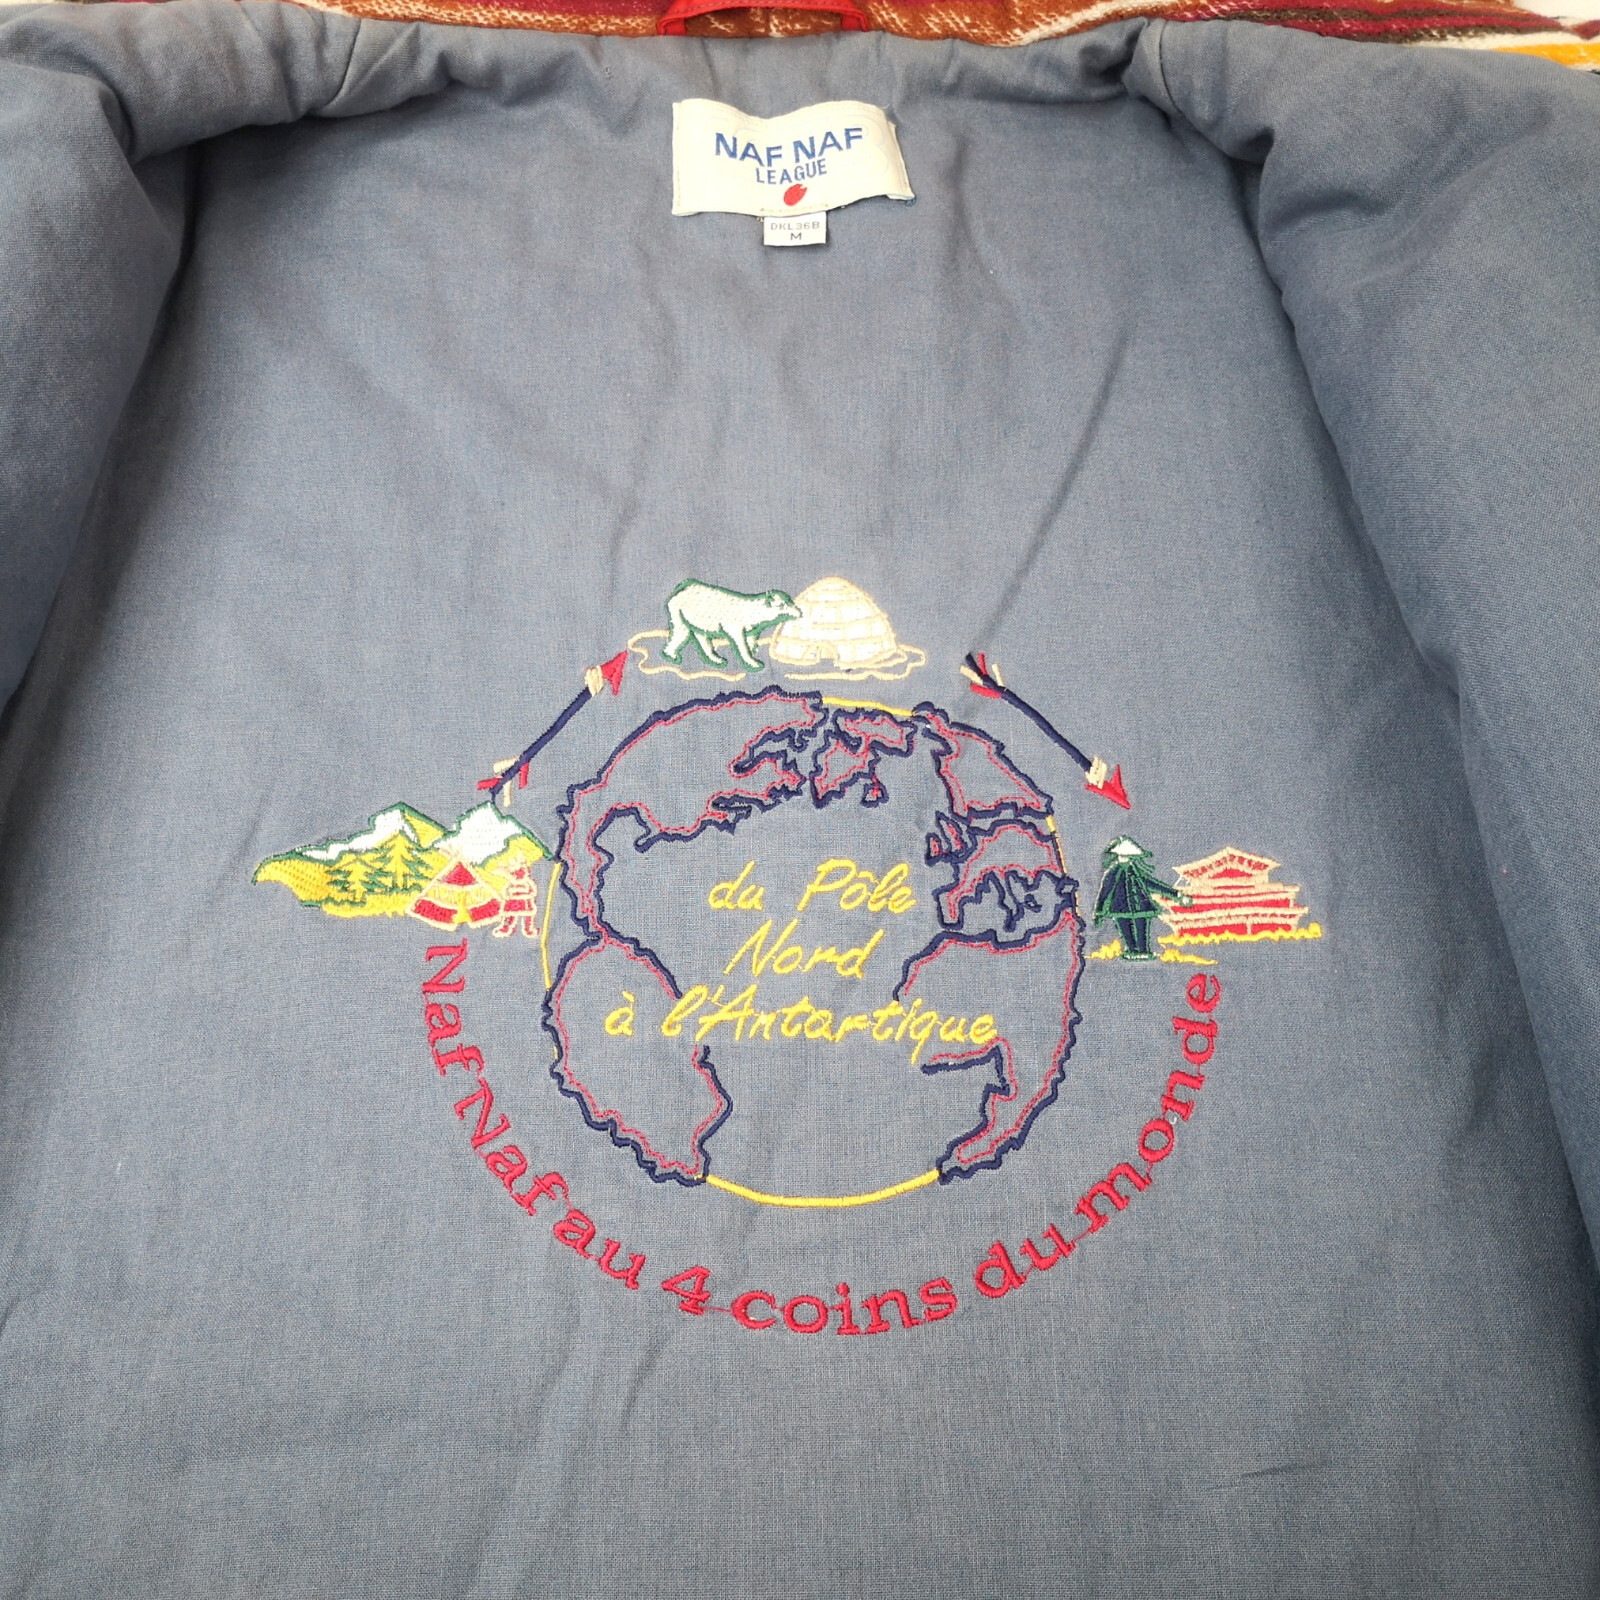 NAF NAF
LEAGUE
DKL36B
M
du Pôle
Nord
à l'Antartique
Naf Naf au 4 coins du monde